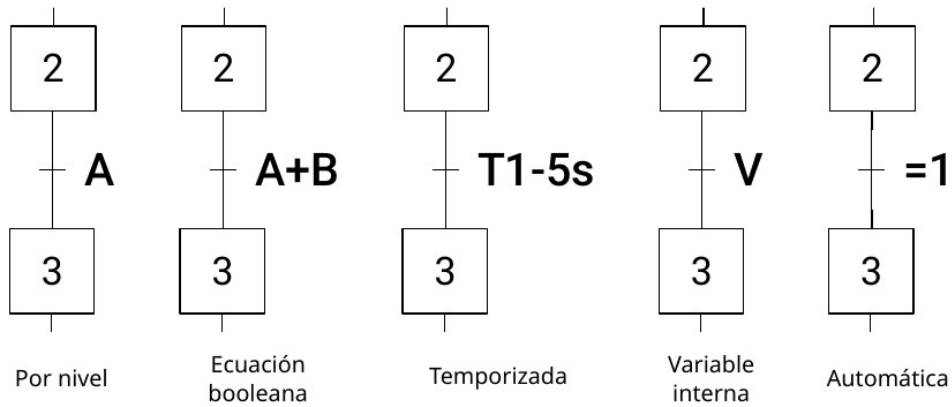 2 2 2 2 2
A A+B T1-5s V =1
3 3 3 3 3
Por nivel
Ecuación
booleana
Temporizada
Variable
interna
Automática